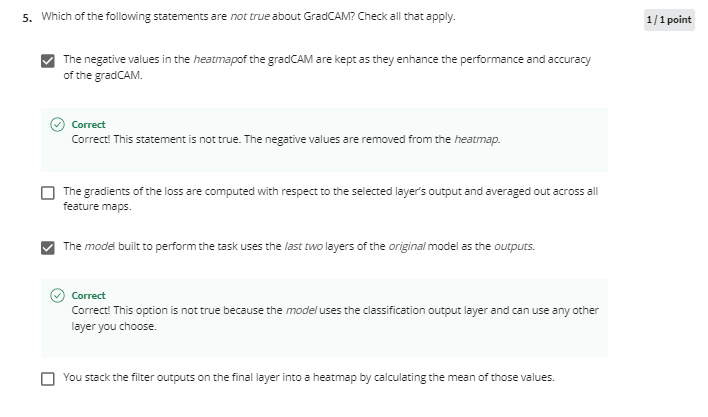 5. Which of the following statements are not true about GradCAM? Check all that apply.
1 / 1 point
The negative values in the heatmapof the gradCAM are kept as they enhance the performance and accuracy
of the gradCAM.
Correct
Correct! This statement is not true. The negative values are removed from the heatmap.
The gradients of the loss are computed with respect to the selected layer's output and averaged out across all
feature maps.
The model built to perform the task uses the last two layers of the original model as the outputs.
Correct
Correct! This option is not true because the model uses the classification output layer and can use any other
layer you choose.
You stack the filter outputs on the final layer into a heatmap by calculating the mean of those values.